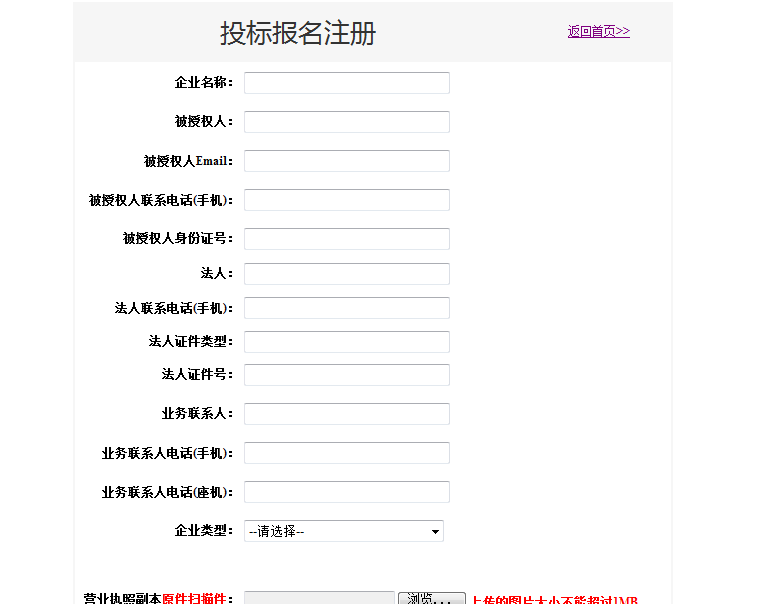 投标报名注册
返回首页>>
企业名称：
被授权人：
被授权人Email：
被授权人联系电话(手机)：
被授权人身份证号：
法人：
法人联系电话(手机)：
法人证件类型：
法人证件号：
业务联系人：
业务联系人电话(手机)：
业务联系人电话(座机)：
企业类型： --请选择--
营业执照副本原件扫描件： 浏览... 上传的图片大小不能超过1MB